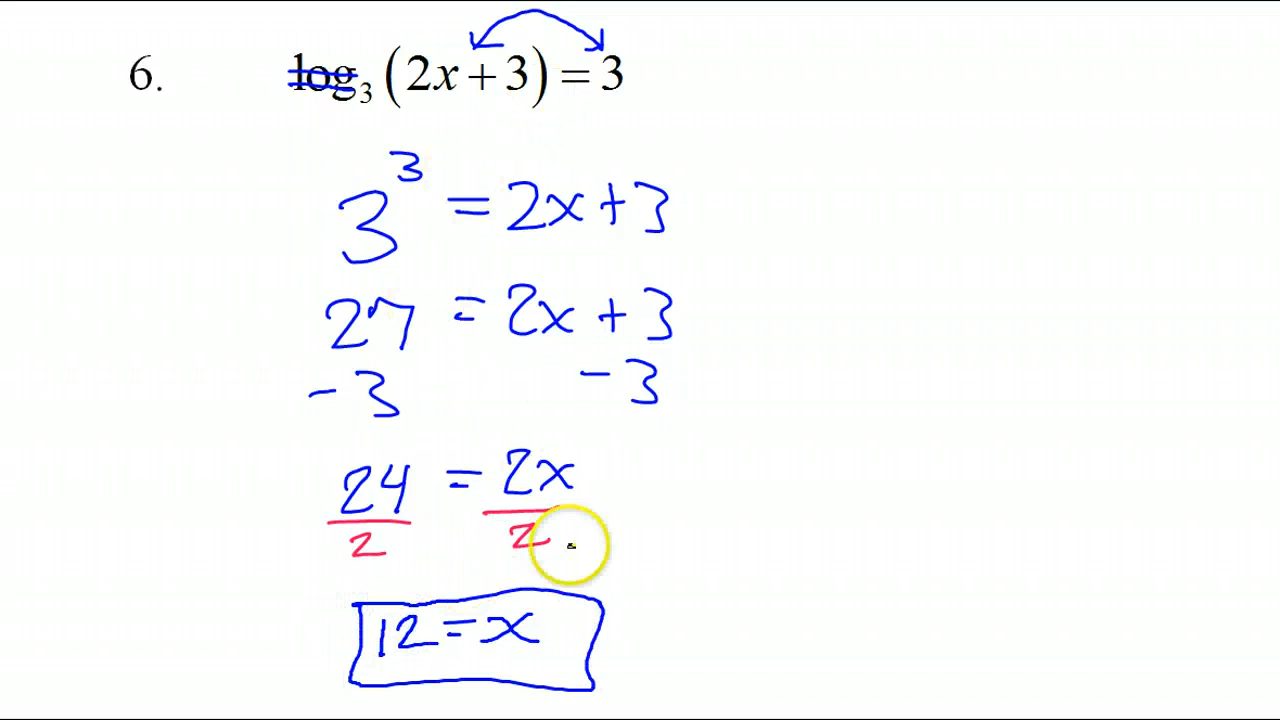 6. log₃(2x+3)=3
3³ = 2x+3
27 = 2x+3
-3 -3
24 = 2x
2 2
12=x